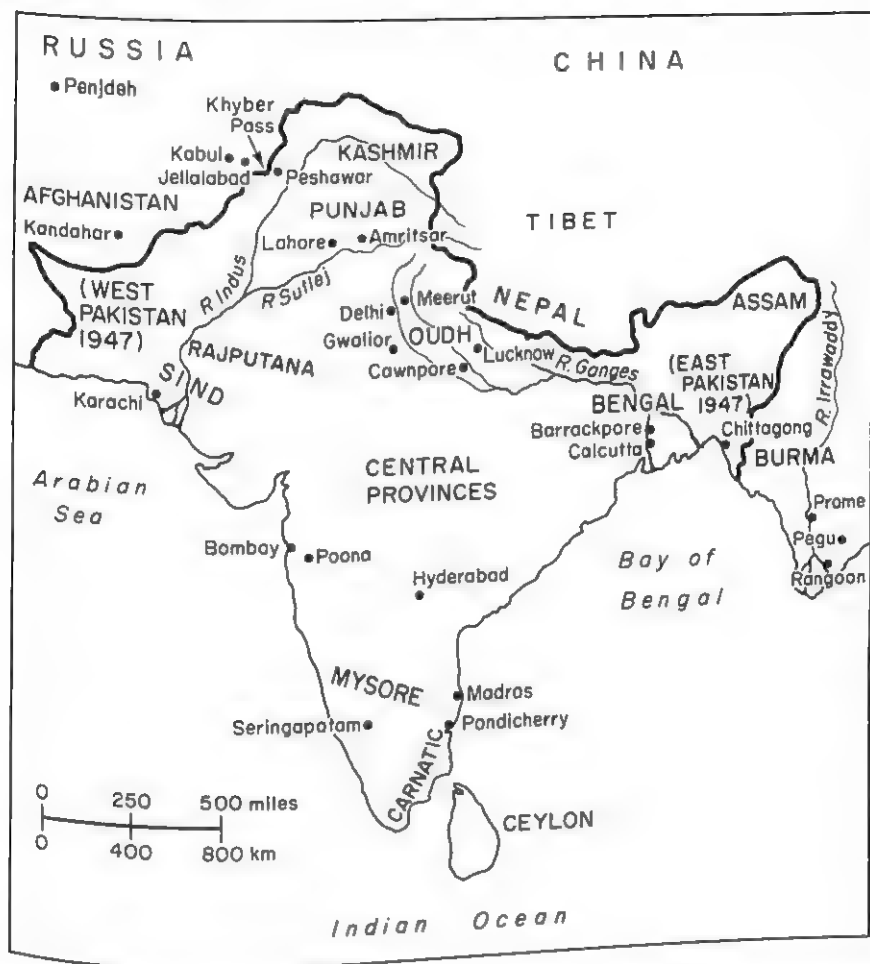 RUSSIA
CHINA
Penjdeh
Khyber
Pass
Kabul
KASHMIR
Jellalabad
Peshawar
AFGHANISTAN
PUNJAB
TIBET
Kandahar
Lahore
Amritsar
R. Indus
R. Sutlej
(WEST
PAKISTAN
1947)
NEPAL
ASSAM
Meerut
Delhi
OUDH
Gwalior
Lucknow
RAJPUTANA
Cawnpore
R. Ganges
(EAST
PAKISTAN
1947)
R. Irrawaddy
SIND
Karachi
BENGAL
Barrackpore
Chittagong
Calcutta
BURMA
CENTRAL
PROVINCES
Arabian
Sea
Prome
Pegu
Rangoon
Bombay
Poona
Bay of
Bengal
Hyderabad
MYSORE
Madras
Seringapatam
Pondicherry
CARNATIC
0 250 500 miles
0 400 800 km
CEYLON
Indian Ocean